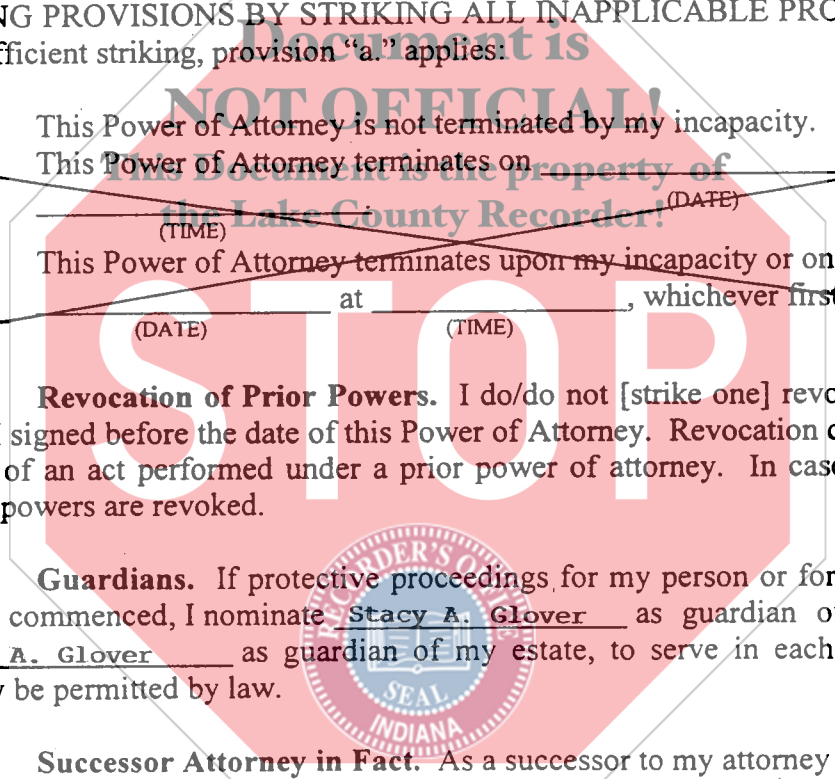 NG PROVISIONS BY STRIKING ALL INAPPLICABLE PRO
Document is
fficient striking, provision “a.” applies:
NOT OFFICIAL!
This Power of Attorney is not terminated by my incapacity.
This Power of Attorney terminates on
This Document is the property of
(DATE)
the Lake County Recorder!
(TIME)
This Power of Attorney terminates upon my incapacity or on
at , whichever first
(DATE) (TIME)
STOP
Revocation of Prior Powers. I do/do not [strike one] revo
signed before the date of this Power of Attorney. Revocation
of an act performed under a prior power of attorney. In case
powers are revoked.
RECORDER'S OFFICE
Guardians. If protective proceedings for my person or for
commenced, I nominate Stacy A. Glover as guardian o
A. Glover as guardian of my estate, to serve in each
be permitted by law.
SEAL
INDIANA
Successor Attorney in Fact. As a successor to my attorney